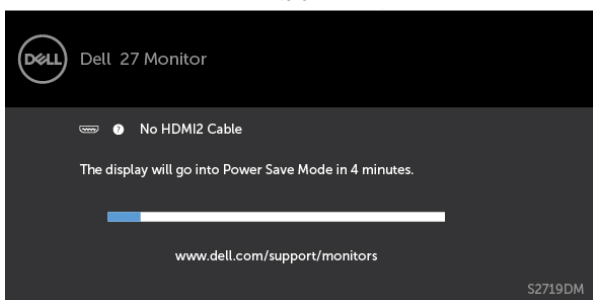 DELL
Dell 27 Monitor
? No HDMI2 Cable
The display will go into Power Save Mode in 4 minutes.
www.dell.com/support/monitors
S2719DM